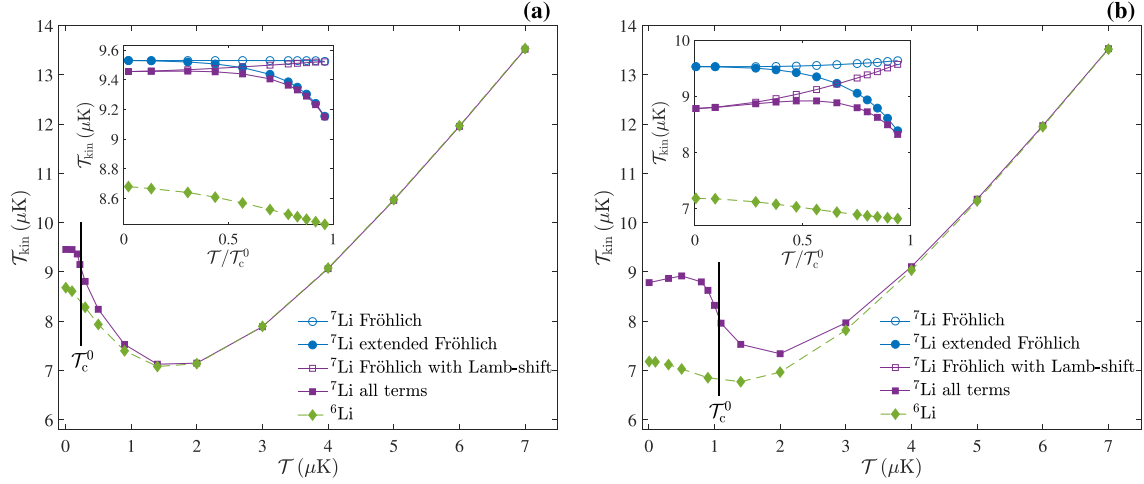 (a)
14
13
12
11
10
9
8
7
6
𝒯kin (μK)
0 1 2 3 4 5 6 7
𝒯 (μK)
𝒯c⁰
9.6
9.4
9.2
9
8.8
8.6
𝒯kin (μK)
0 0.5 1
𝒯/𝒯c⁰
⁷Li Fröhlich
⁷Li extended Fröhlich
⁷Li Fröhlich with Lamb-shift
⁷Li all terms
⁶Li
(b)
14
13
12
11
10
9
8
7
6
𝒯kin (μK)
0 1 2 3 4 5 6 7
𝒯 (μK)
𝒯c⁰
10
9
8
7
𝒯kin (μK)
0 0.5 1
𝒯/𝒯c⁰
⁷Li Fröhlich
⁷Li extended Fröhlich
⁷Li Fröhlich with Lamb-shift
⁷Li all terms
⁶Li